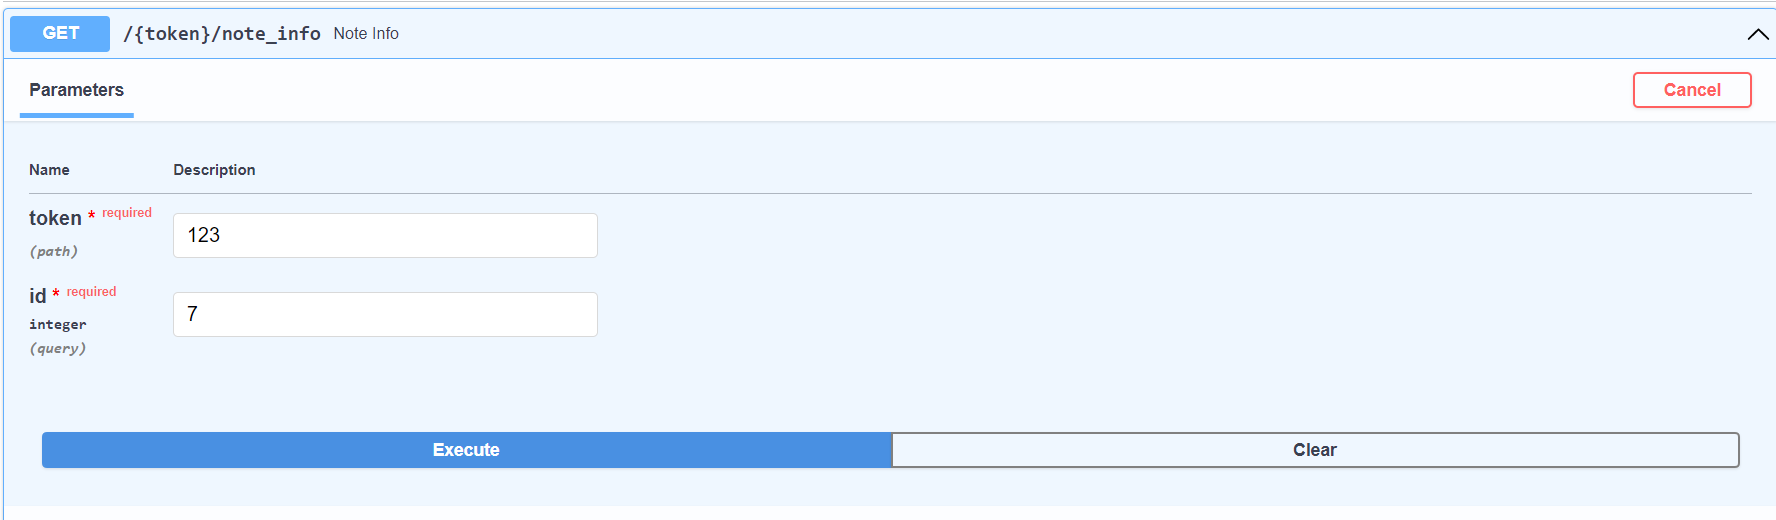 GET /{token}/note_info Note Info
Parameters
Cancel
Name Description
token * required
(path)
123
id * required
integer
(query)
7
Execute Clear